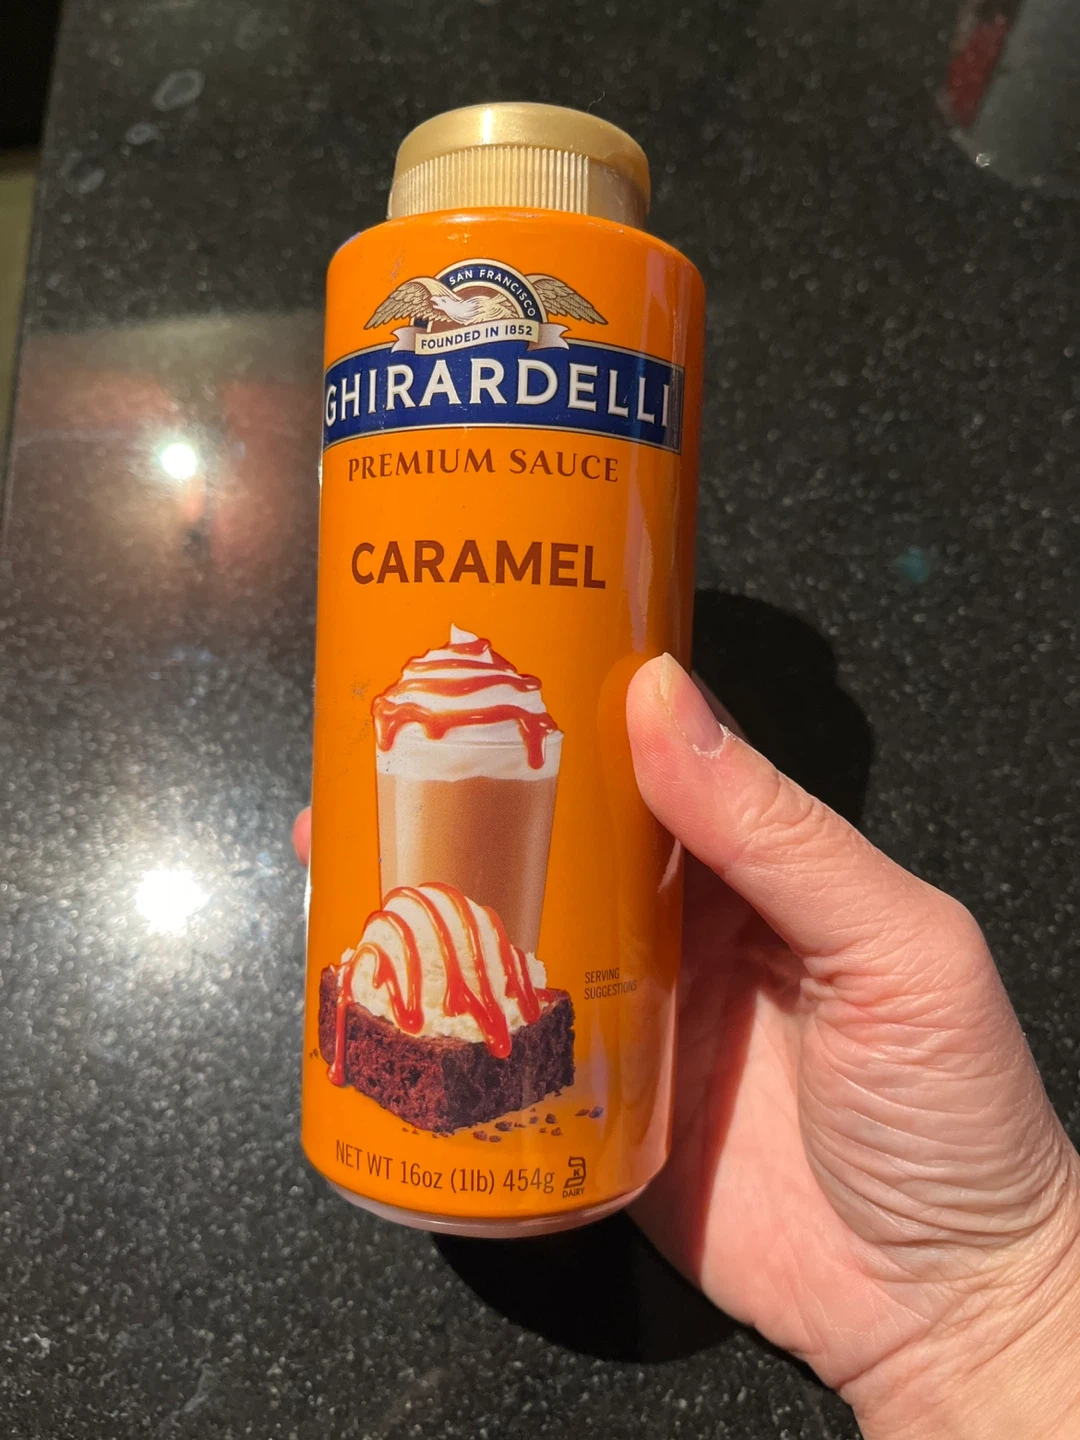 SAN FRANCISCO
FOUNDED IN 1852
GHIRARDELLI
PREMIUM SAUCE
CARAMEL
SERVING
SUGGESTIONS
NET WT 16oz (1lb) 454g
K
DAIRY